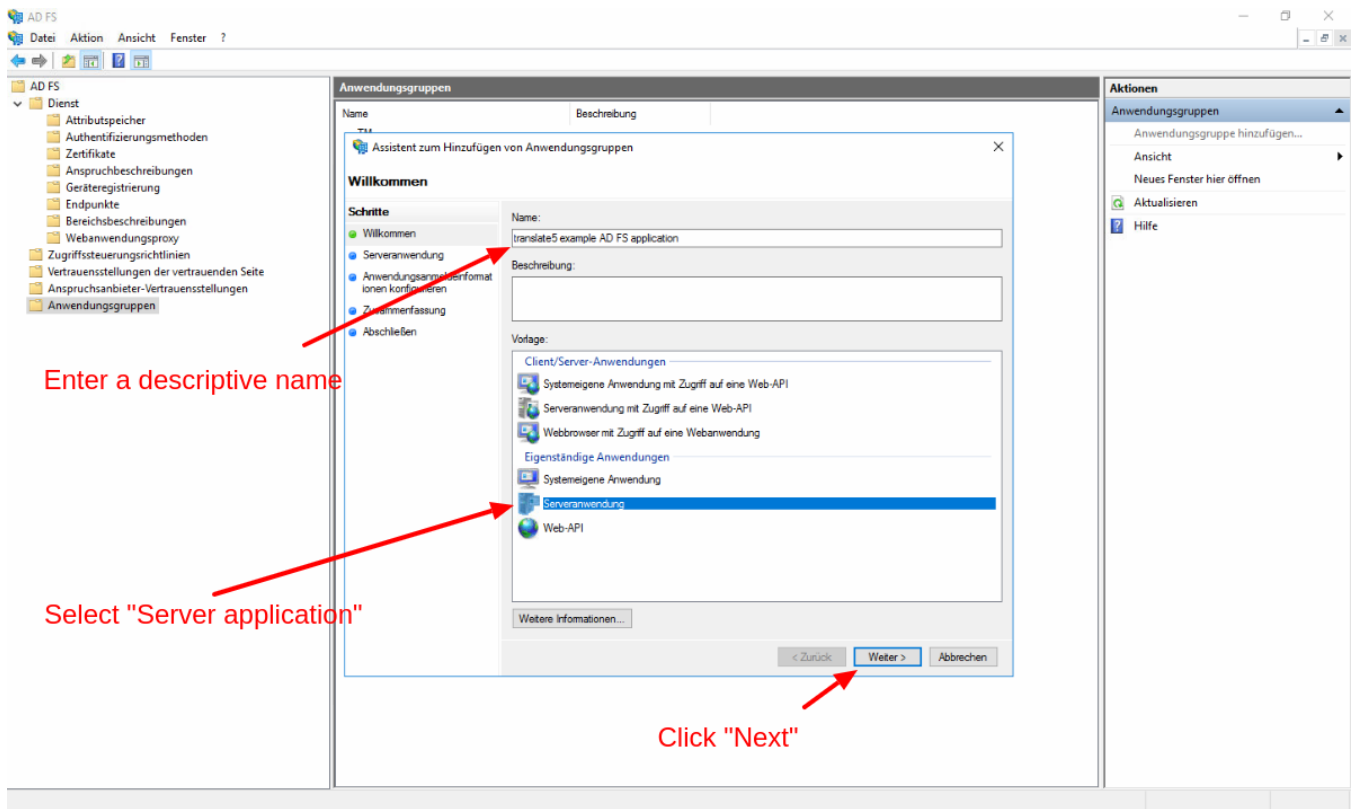 AD FS
Datei Aktion Ansicht Fenster ?
AD FS
Dienst
Attributspeicher
Authentifizierungsmethoden
Zertifikate
Anspruchbeschreibungen
Geräteregistrierung
Endpunkte
Bereichsbeschreibungen
Webanwendungsproxy
Zugriffssteuerungsrichtlinien
Vertrauensstellungen der vertrauenden Seite
Anspruchsanbieter-Vertrauensstellungen
Anwendungsgruppen
Anwendungsgruppen
Name Beschreibung
Assistent zum Hinzufügen von Anwendungsgruppen
Willkommen
Schritte
Willkommen
Serveranwendung
Anwendungsanmeldeinformat
ionen konfigurieren
Zusammenfassung
Abschließen
Name:
translate5 example AD FS application
Beschreibung:
Vorlage:
Client/Server-Anwendungen
Systemeigene Anwendung mit Zugriff auf eine Web-API
Serveranwendung mit Zugriff auf eine Web-API
Webbrowser mit Zugriff auf eine Webanwendung
Eigenständige Anwendungen
Systemeigene Anwendung
Serveranwendung
Web-API
Weitere Informationen...
< Zurück Weiter > Abbrechen
Aktionen
Anwendungsgruppen
Anwendungsgruppe hinzufügen...
Ansicht
Neues Fenster hier öffnen
Aktualisieren
Hilfe
Enter a descriptive name
Select "Server application"
Click "Next"